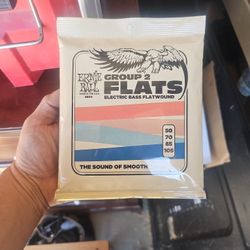 ERNIE
BALL
GROUP 2
FLATS
ELECTRIC BASS FLATWOUND
50
70
85
105
THE SOUND OF SMOOTH